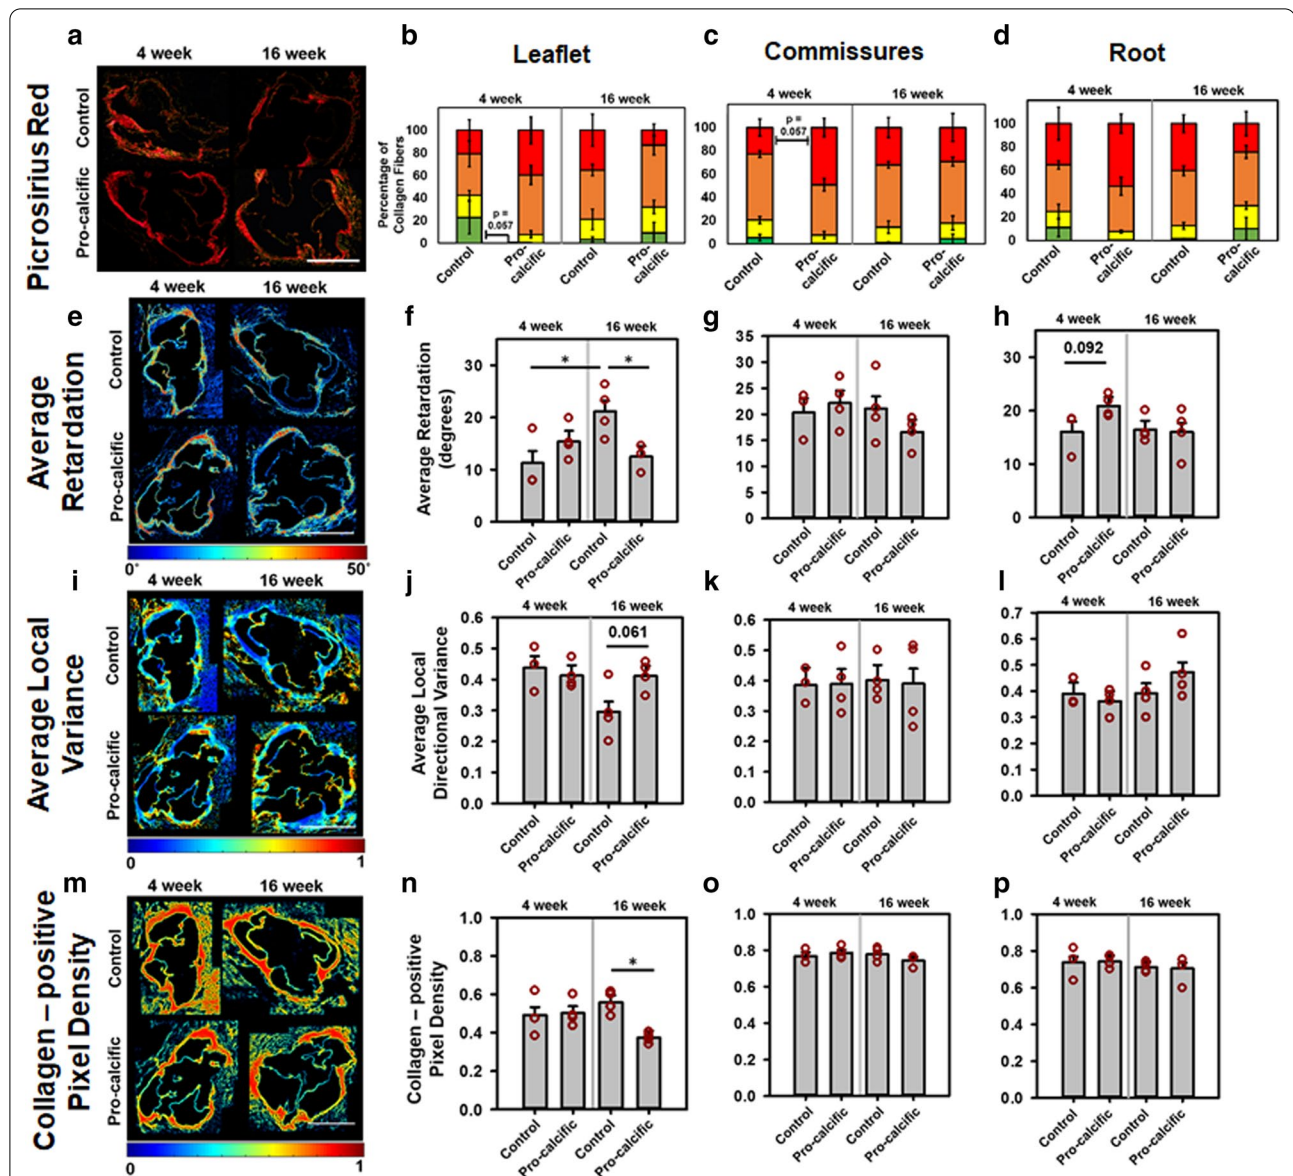 a
4 week
16 week
Picrosirius Red
Control
Pro-calcific
b
Leaflet
4 week
16 week
Percentage of
Collagen Fibers
100
80
60
40
20
0
p =
0.057
Control
Pro-
calcific
Control
Pro-
calcific
c
Commissures
4 week
16 week
100
80
60
40
20
0
p =
0.057
Control
Pro-
calcific
Control
Pro-
calcific
d
Root
4 week
16 week
100
80
60
40
20
0
Control
Pro-
calcific
Control
Pro-
calcific
e
4 week
16 week
Average
Retardation
Control
Pro-calcific
0°
50°
f
4 week
16 week
Average Retardation
(degrees)
30
20
10
0
*
*
Control
Pro-calcific
Control
Pro-calcific
g
4 week
16 week
35
30
25
20
15
10
5
0
Control
Pro-calcific
Control
Pro-calcific
h
4 week
16 week
30
20
10
0
0.092
Control
Pro-calcific
Control
Pro-calcific
i
4 week
16 week
Average Local
Variance
Control
Pro-calcific
0
1
j
4 week
16 week
Average Local
Directional Variance
0.6
0.5
0.4
0.3
0.2
0.1
0.0
0.061
Control
Pro-calcific
Control
Pro-calcific
k
4 week
16 week
0.6
0.5
0.4
0.3
0.2
0.1
0.0
Control
Pro-calcific
Control
Pro-calcific
l
4 week
16 week
0.7
0.6
0.5
0.4
0.3
0.2
0.1
0.0
Control
Pro-calcific
Control
Pro-calcific
m
4 week
16 week
Collagen – positive
Pixel Density
Control
Pro-calcific
0
1
n
4 week
16 week
Collagen – positive
Pixel Density
1.0
0.8
0.6
0.4
0.2
0.0
*
Control
Pro-calcific
Control
Pro-calcific
o
4 week
16 week
1.0
0.8
0.6
0.4
0.2
0.0
Control
Pro-calcific
Control
Pro-calcific
p
4 week
16 week
1.0
0.8
0.6
0.4
0.2
0.0
Control
Pro-calcific
Control
Pro-calcific